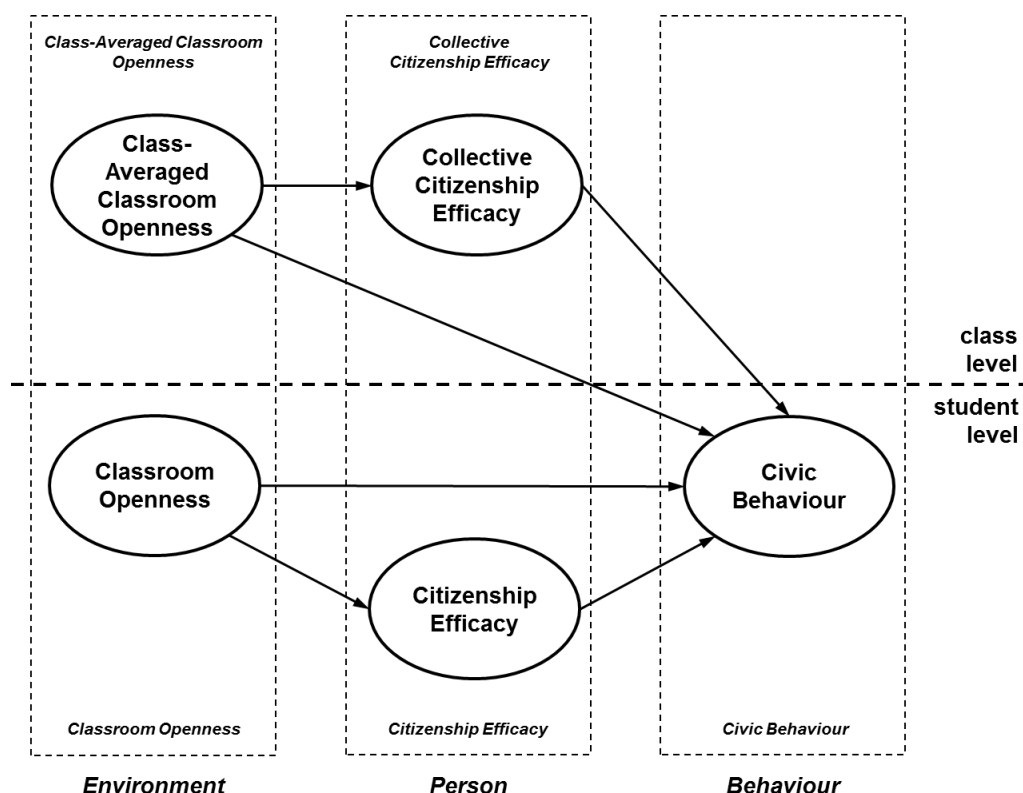 Class-Averaged Classroom
Openness
Collective
Citizenship Efficacy
Class-
Averaged
Classroom
Openness
Collective
Citizenship
Efficacy
class
level
student
level
Classroom
Openness
Civic
Behaviour
Citizenship
Efficacy
Classroom Openness
Citizenship Efficacy
Civic Behaviour
Environment
Person
Behaviour